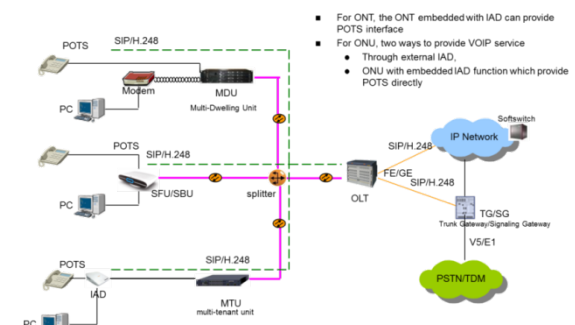 ■ For ONT, the ONT embedded with IAD can provide
POTS interface
■ For ONU, two ways to provide VOIP service
● Through external IAD,
● ONU with embedded IAD function which provide
POTS directly
POTS
SIP/H.248
Modem
MDU
Multi-Dwelling Unit
PC
Softswitch
IP Network
SIP/H.248
POTS
SIP/H.248
SFU/SBU
splitter
FE/GE
OLT
SIP/H.248
PC
TG/SG
Trunk Gateway/Signaling Gateway
V5/E1
POTS
SIP/H.248
PSTN/TDM
IAD
MTU
multi-tenant unit
PC